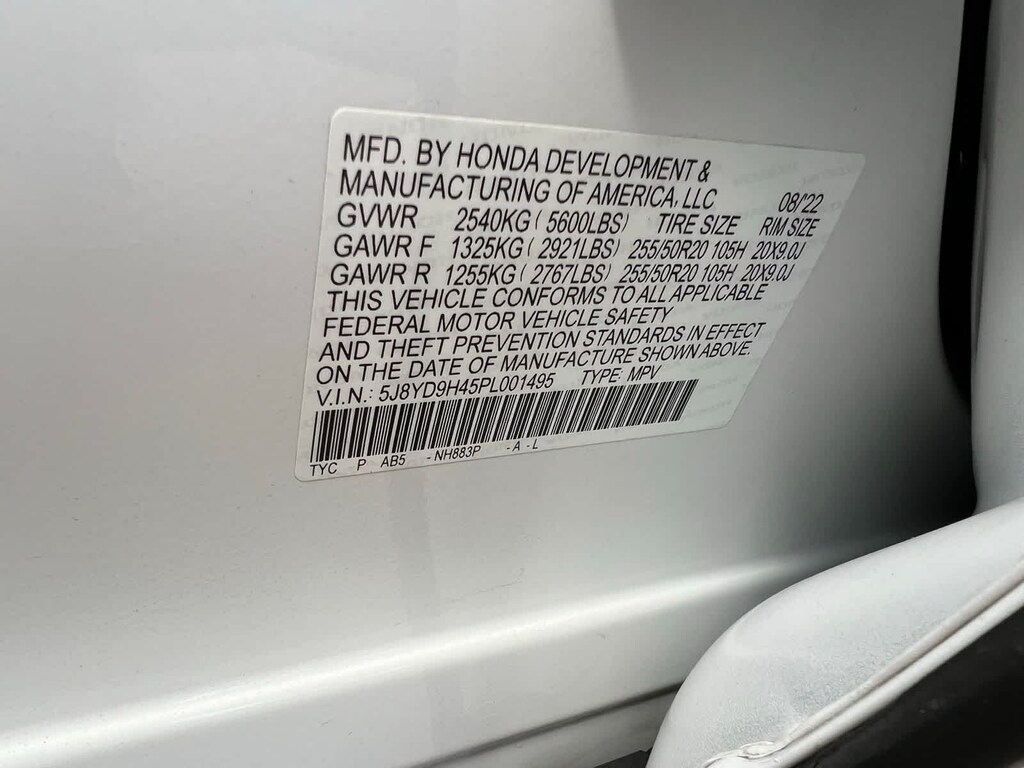 MFD. BY HONDA DEVELOPMENT &
MANUFACTURING OF AMERICA, LLC 08/'22
GVWR 2540KG ( 5600LBS) TIRE SIZE RIM SIZE
GAWR F 1325KG ( 2921LBS) 255/50R20 105H 20X9.0J
GAWR R 1255KG ( 2767LBS) 255/50R20 105H 20X9.0J
THIS VEHICLE CONFORMS TO ALL APPLICABLE
FEDERAL MOTOR VEHICLE SAFETY
AND THEFT PREVENTION STANDARDS IN EFFECT
ON THE DATE OF MANUFACTURE SHOWN ABOVE.
V.I.N.: 5J8YD9H45PL001495 TYPE: MPV
TYC P AB5 - NH883P - A - L